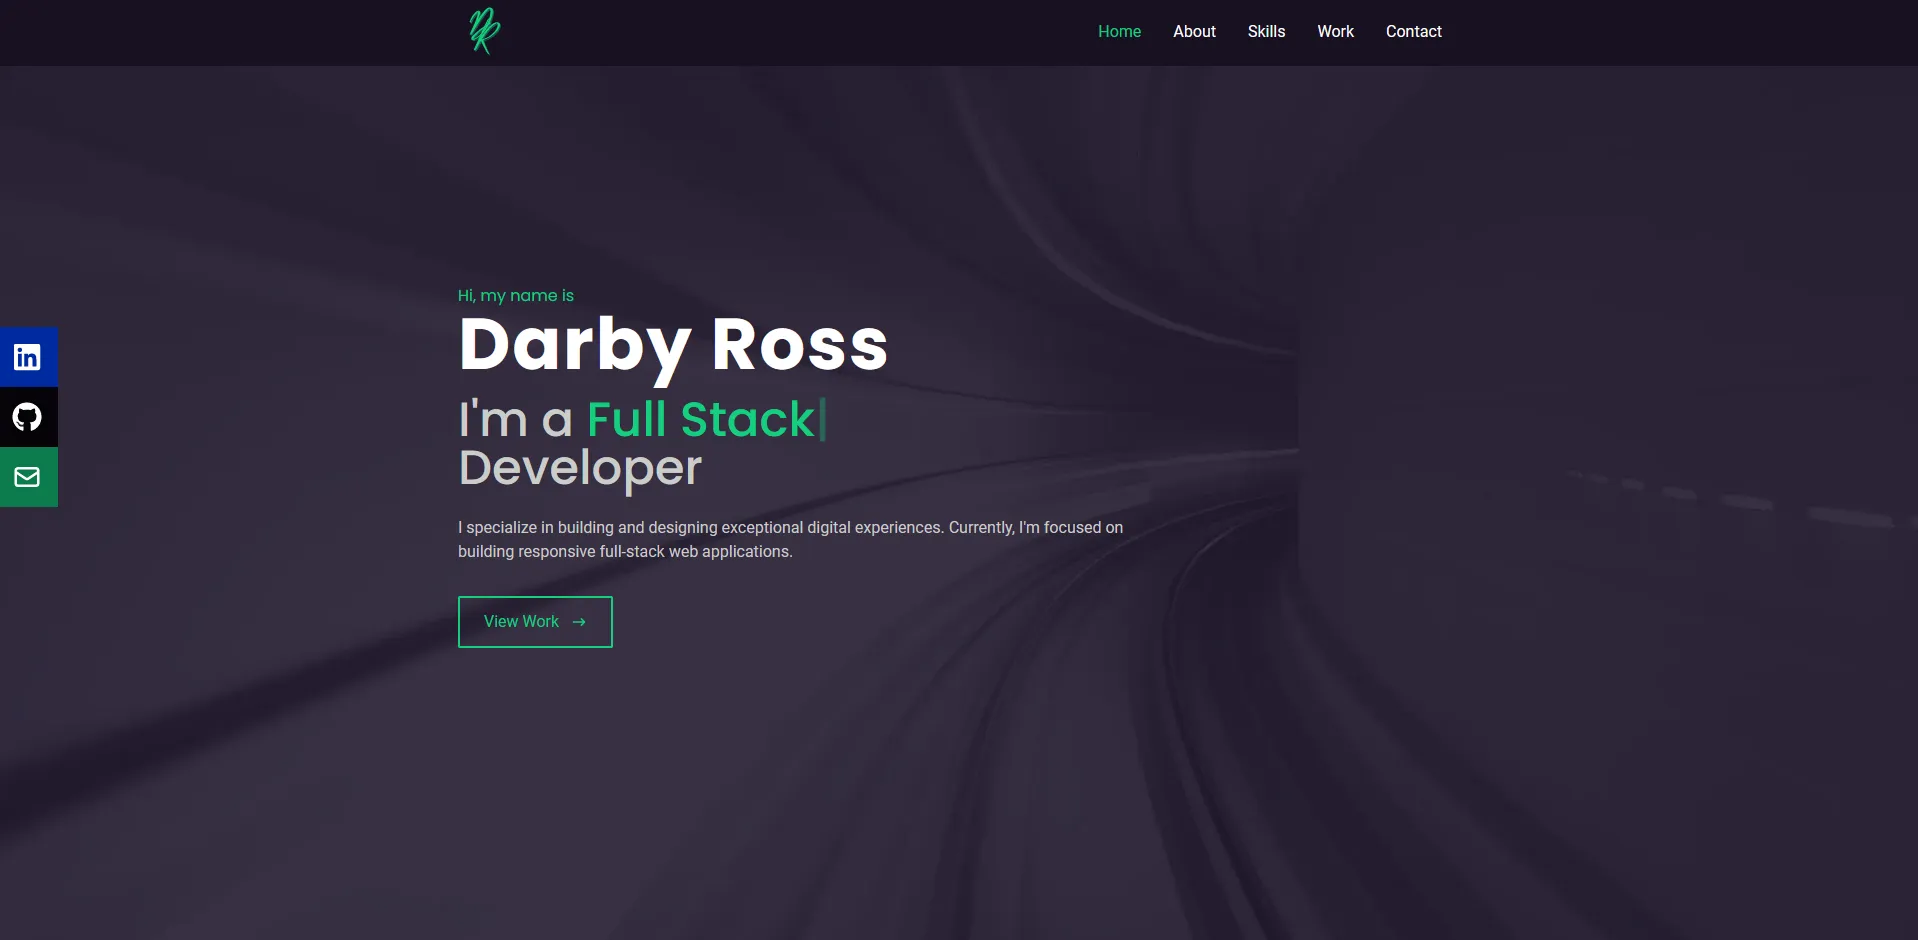 DR
Home About Skills Work Contact
Hi, my name is
Darby Ross
I'm a Full Stack
Developer
I specialize in building and designing exceptional digital experiences. Currently, I'm focused on
building responsive full-stack web applications.
View Work →
in